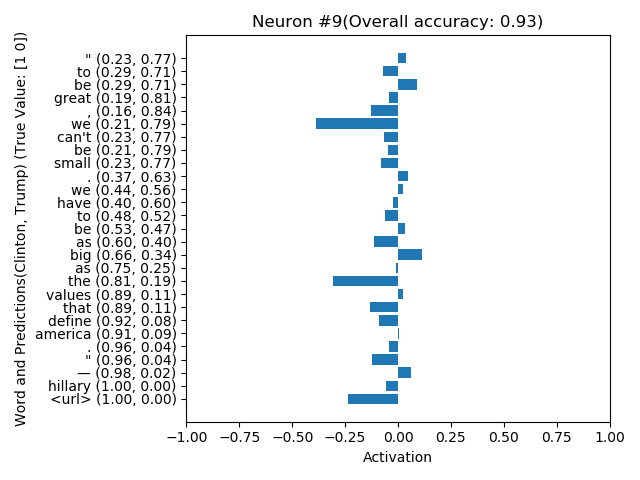 Neuron #9(Overall accuracy: 0.93)
Word and Predictions(Clinton, Trump) (True Value: [1 0])
" (0.23, 0.77)
to (0.29, 0.71)
be (0.29, 0.71)
great (0.19, 0.81)
, (0.16, 0.84)
we (0.21, 0.79)
can't (0.23, 0.77)
be (0.21, 0.79)
small (0.23, 0.77)
. (0.37, 0.63)
we (0.44, 0.56)
have (0.40, 0.60)
to (0.48, 0.52)
be (0.53, 0.47)
as (0.60, 0.40)
big (0.66, 0.34)
as (0.75, 0.25)
the (0.81, 0.19)
values (0.89, 0.11)
that (0.89, 0.11)
define (0.92, 0.08)
america (0.91, 0.09)
. (0.96, 0.04)
" (0.96, 0.04)
— (0.98, 0.02)
hillary (1.00, 0.00)
<url> (1.00, 0.00)
−1.00 −0.75 −0.50 −0.25 0.00 0.25 0.50 0.75 1.00
Activation